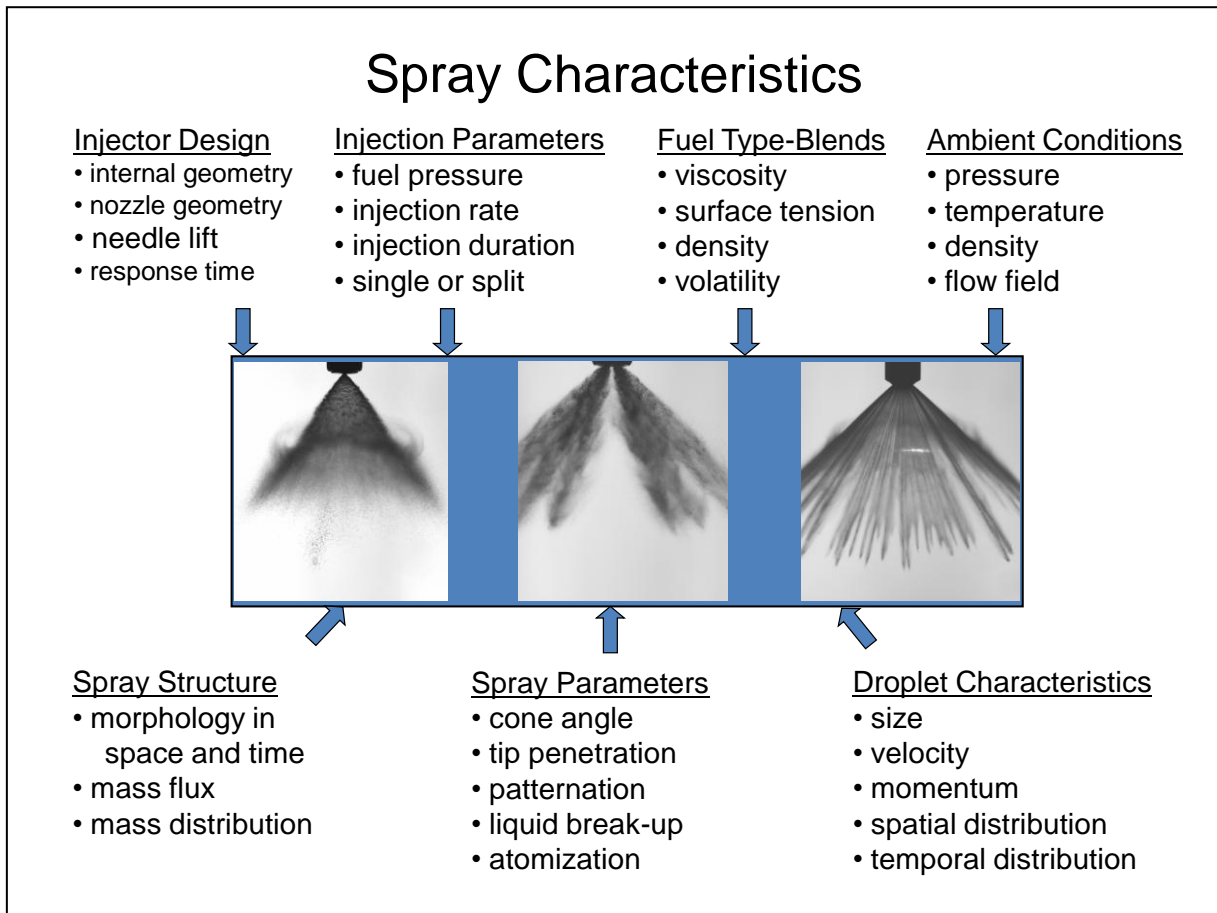 Spray Characteristics
Injector Design
• internal geometry
• nozzle geometry
• needle lift
• response time
Injection Parameters
• fuel pressure
• injection rate
• injection duration
• single or split
Fuel Type-Blends
• viscosity
• surface tension
• density
• volatility
Ambient Conditions
• pressure
• temperature
• density
• flow field
Spray Structure
• morphology in
space and time
• mass flux
• mass distribution
Spray Parameters
• cone angle
• tip penetration
• patternation
• liquid break-up
• atomization
Droplet Characteristics
• size
• velocity
• momentum
• spatial distribution
• temporal distribution